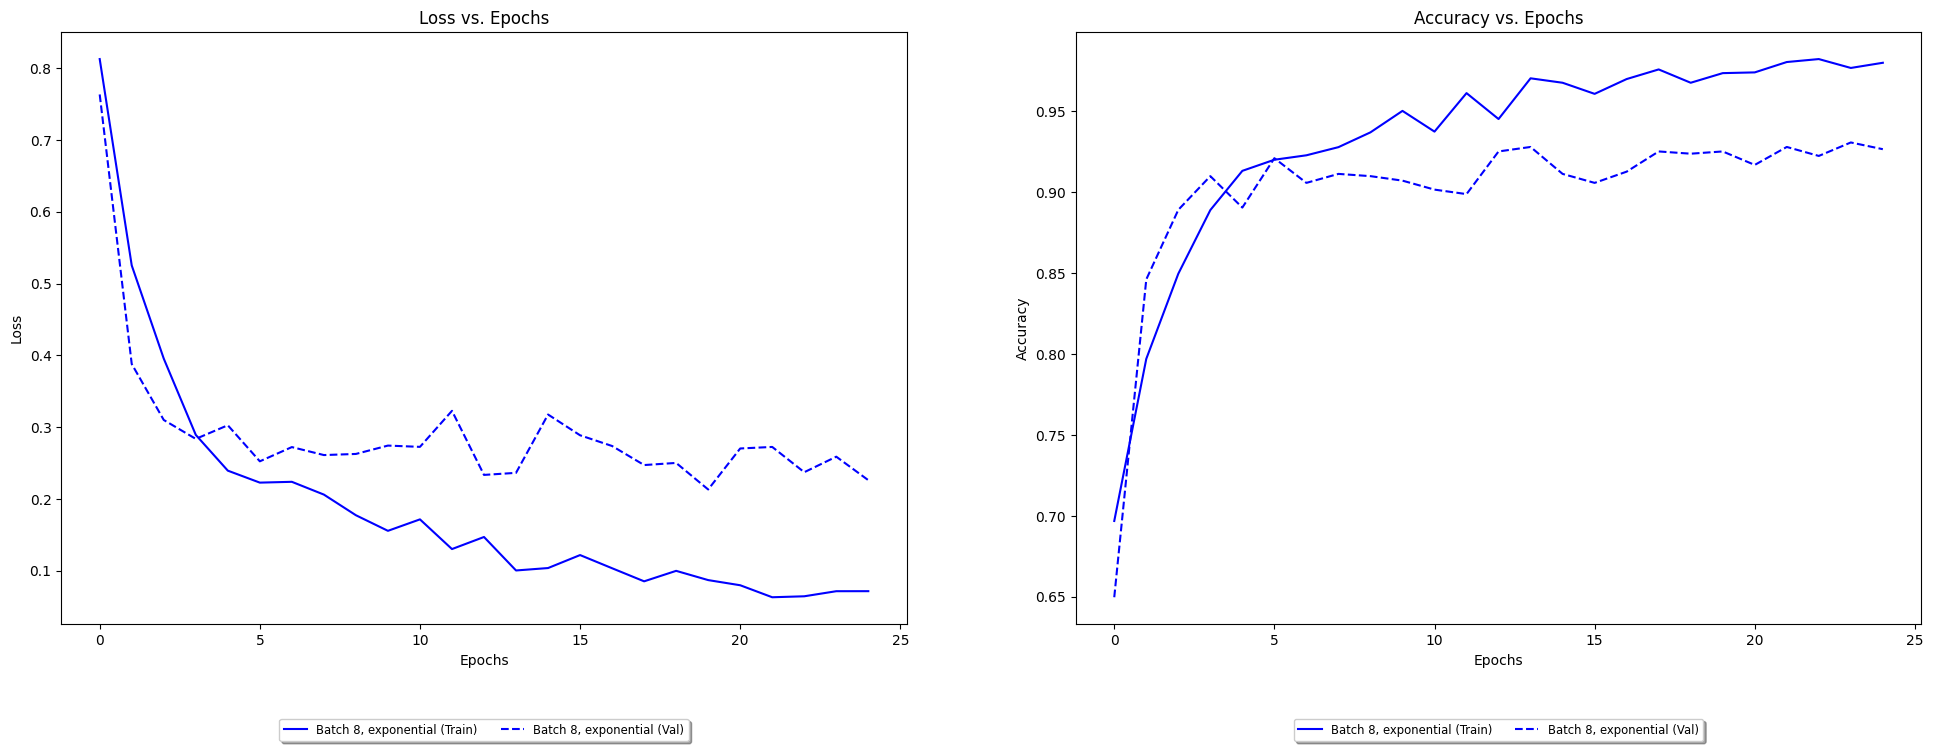 Loss vs. Epochs
0.8
0.7
0.6
0.5
0.4
0.3
0.2
0.1
Loss
0 5 10 15 20 25
Epochs
Batch 8, exponential (Train) Batch 8, exponential (Val)
Accuracy vs. Epochs
0.95
0.90
0.85
0.80
0.75
0.70
0.65
Accuracy
0 5 10 15 20 25
Epochs
Batch 8, exponential (Train) Batch 8, exponential (Val)